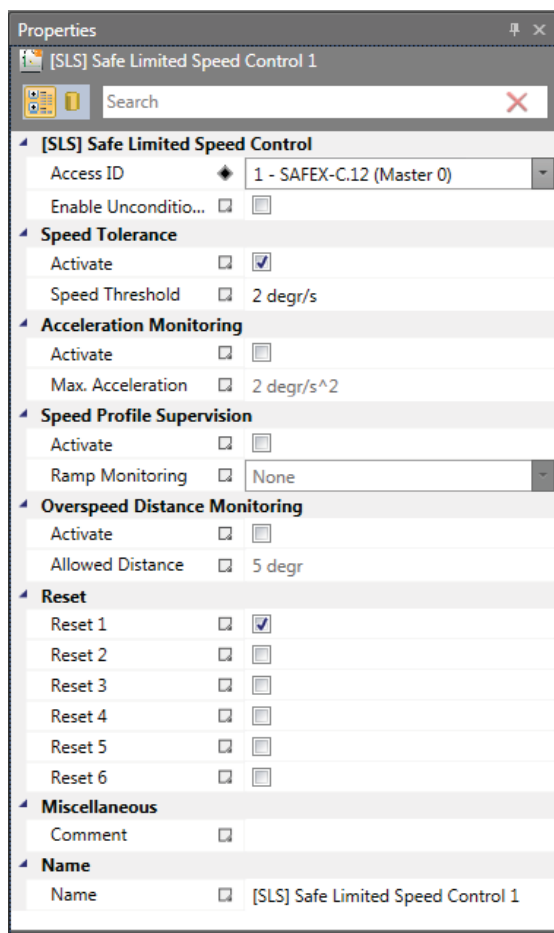 Properties
[SLS] Safe Limited Speed Control 1
Search
[SLS] Safe Limited Speed Control
Access ID 1 - SAFEX-C.12 (Master 0)
Enable Unconditio...
Speed Tolerance
Activate
Speed Threshold 2 degr/s
Acceleration Monitoring
Activate
Max. Acceleration 2 degr/s^2
Speed Profile Supervision
Activate
Ramp Monitoring None
Overspeed Distance Monitoring
Activate
Allowed Distance 5 degr
Reset
Reset 1
Reset 2
Reset 3
Reset 4
Reset 5
Reset 6
Miscellaneous
Comment
Name
Name [SLS] Safe Limited Speed Control 1